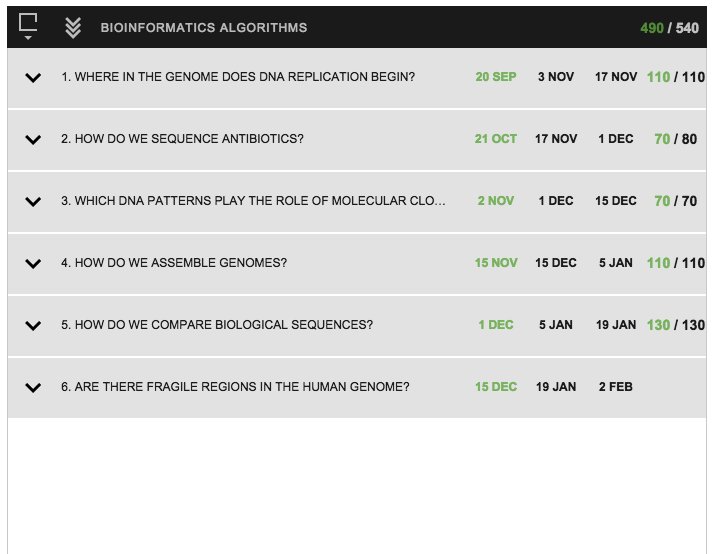 BIOINFORMATICS ALGORITHMS 490 / 540
1. WHERE IN THE GENOME DOES DNA REPLICATION BEGIN? 20 SEP 3 NOV 17 NOV 110 / 110
2. HOW DO WE SEQUENCE ANTIBIOTICS? 21 OCT 17 NOV 1 DEC 70 / 80
3. WHICH DNA PATTERNS PLAY THE ROLE OF MOLECULAR CLO... 2 NOV 1 DEC 15 DEC 70 / 70
4. HOW DO WE ASSEMBLE GENOMES? 15 NOV 15 DEC 5 JAN 110 / 110
5. HOW DO WE COMPARE BIOLOGICAL SEQUENCES? 1 DEC 5 JAN 19 JAN 130 / 130
6. ARE THERE FRAGILE REGIONS IN THE HUMAN GENOME? 15 DEC 19 JAN 2 FEB